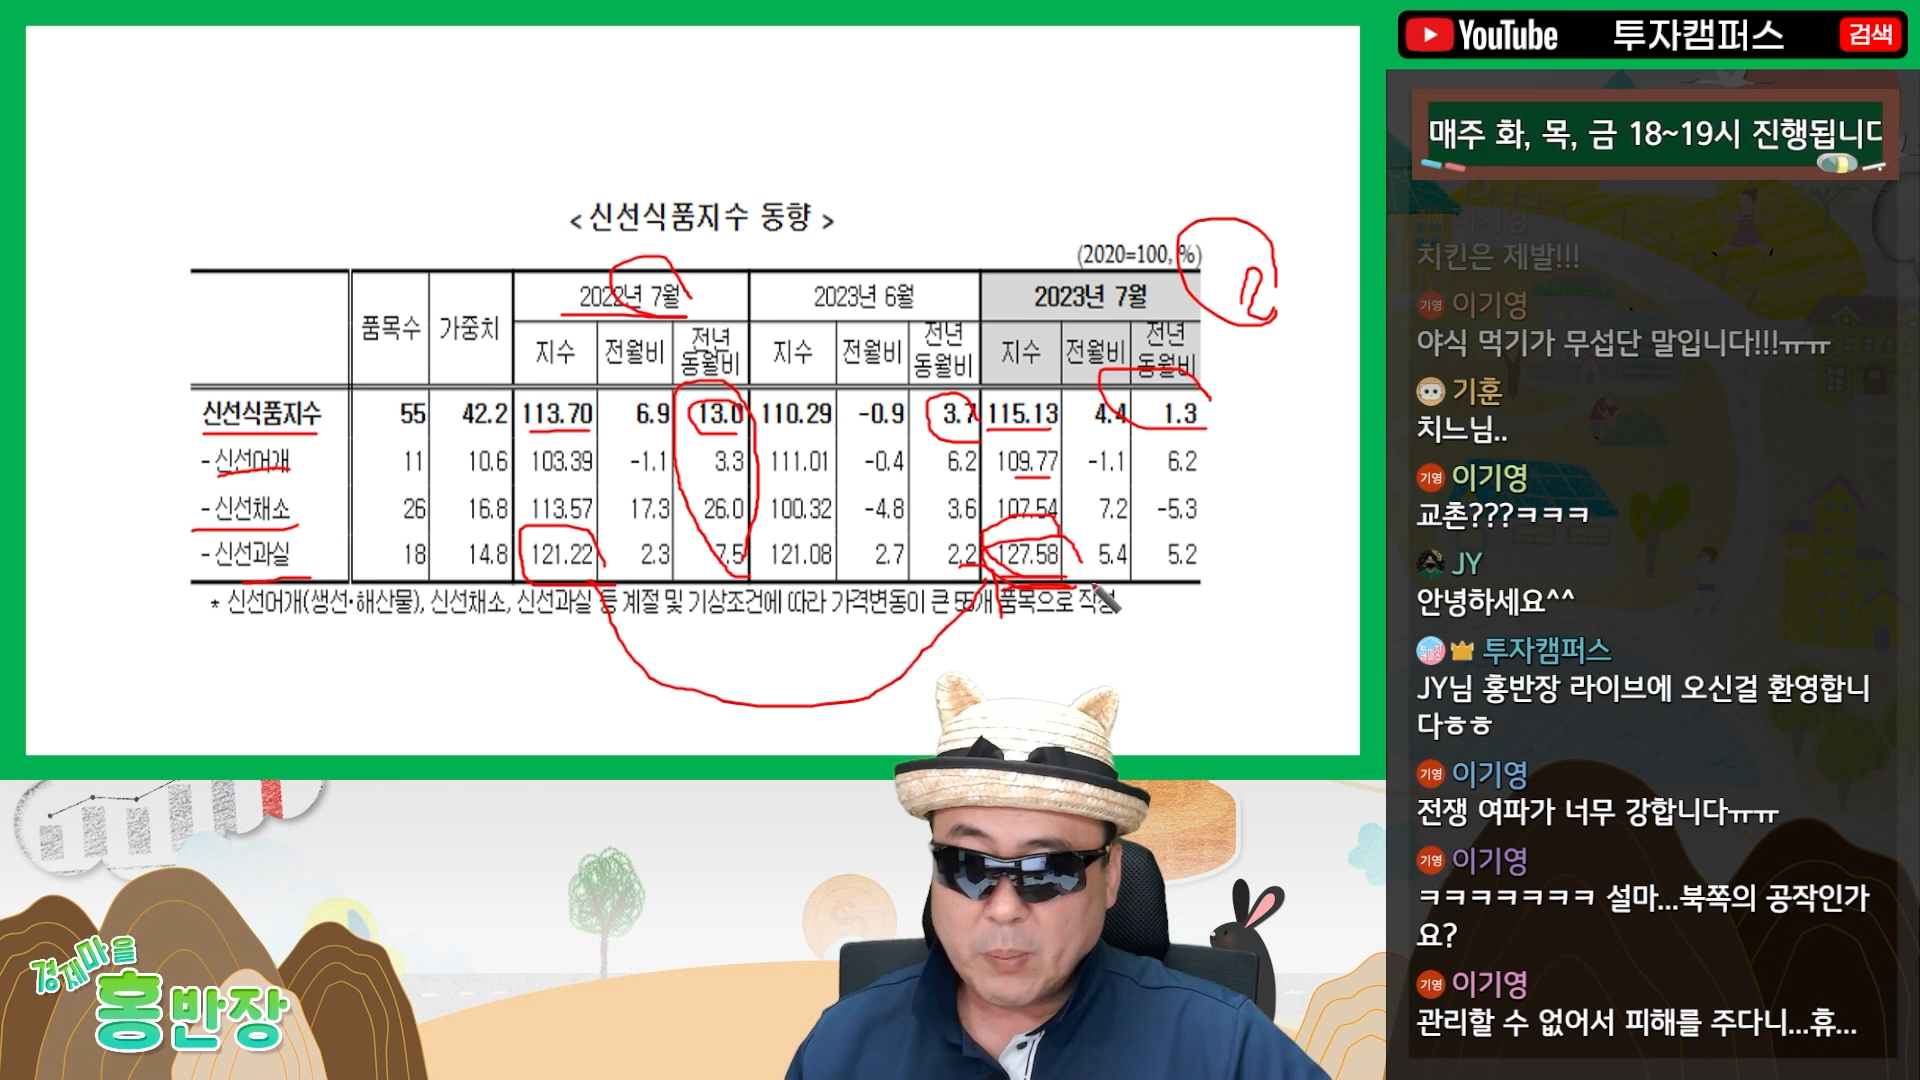 YouTube 투자캠퍼스 검색
매주 화, 목, 금 18~19시 진행됩니다
< 신선식품지수 동향 >
(2020=100, %)
품목수 가중치 2022년 7월 2023년 6월 2023년 7월
지수 전월비 전년동월비 지수 전월비 전년동월비 지수 전월비 전년동월비
신선식품지수 55 42.2 113.70 6.9 13.0 110.29 -0.9 3.7 115.13 4.4 1.3
- 신선어개 11 10.6 103.39 -1.1 3.3 111.01 -0.4 6.2 109.77 -1.1 6.2
- 신선채소 26 16.8 113.57 17.3 26.0 100.32 -4.8 3.6 107.54 7.2 -5.3
- 신선과실 18 14.8 121.22 2.3 7.5 121.08 2.7 2.2 127.58 5.4 5.2
* 신선어개(생선·해산물), 신선채소, 신선과실 등 계절 및 기상조건에 따라 가격변동이 큰 55개 품목으로 작성
이기영
치킨은 제발!!!
기영 이기영
야식 먹기가 무섭단 말입니다!!!ㅠㅠ
기훈
치느님..
기영 이기영
교촌???ㅋㅋㅋ
JY
안녕하세요^^
투자캠퍼스
JY님 홍반장 라이브에 오신걸 환영합니
다ㅎㅎ
기영 이기영
전쟁 여파가 너무 강합니다ㅠㅠ
기영 이기영
ㅋㅋㅋㅋㅋㅋㅋ 설마...북쪽의 공작인가
요?
기영 이기영
관리할 수 없어서 피해를 주다니...휴...
경제마을
홍반장